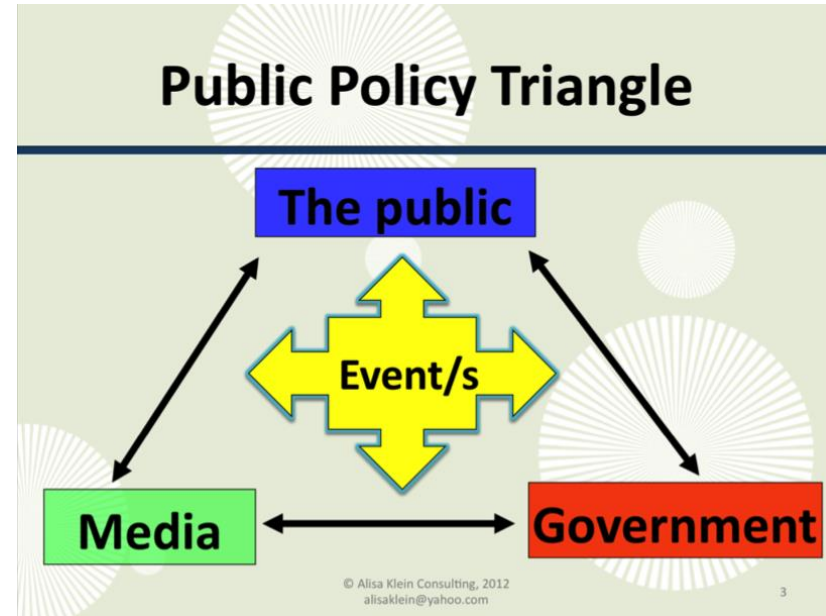 Public Policy Triangle
The public
Event/s
Media
Government
© Alisa Klein Consulting, 2012
alisaklein@yahoo.com
3